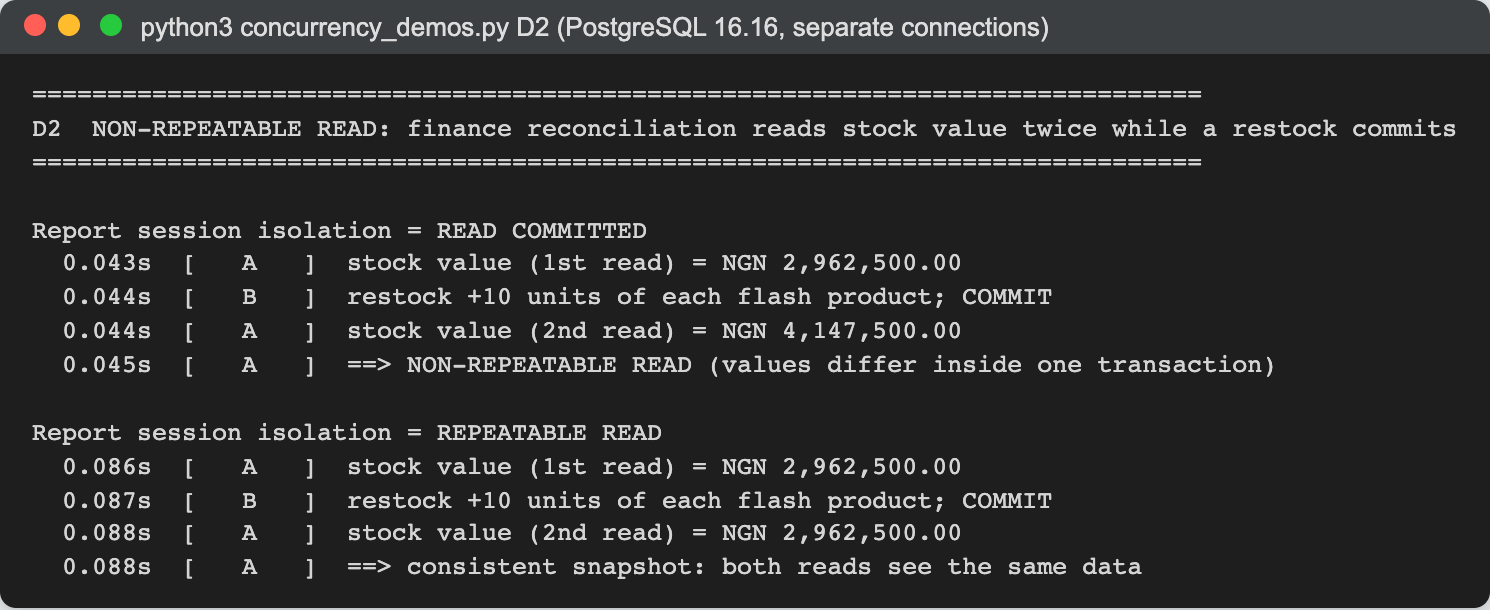 python3 concurrency_demos.py D2 (PostgreSQL 16.16, separate connections)
==============================================================================
D2  NON-REPEATABLE READ: finance reconciliation reads stock value twice while a restock commits
==============================================================================
Report session isolation = READ COMMITTED
  0.043s  [   A   ]  stock value (1st read) = NGN 2,962,500.00
  0.044s  [   B   ]  restock +10 units of each flash product; COMMIT
  0.044s  [   A   ]  stock value (2nd read) = NGN 4,147,500.00
  0.045s  [   A   ]  ==> NON-REPEATABLE READ (values differ inside one transaction)
Report session isolation = REPEATABLE READ
  0.086s  [   A   ]  stock value (1st read) = NGN 2,962,500.00
  0.087s  [   B   ]  restock +10 units of each flash product; COMMIT
  0.088s  [   A   ]  stock value (2nd read) = NGN 2,962,500.00
  0.088s  [   A   ]  ==> consistent snapshot: both reads see the same data